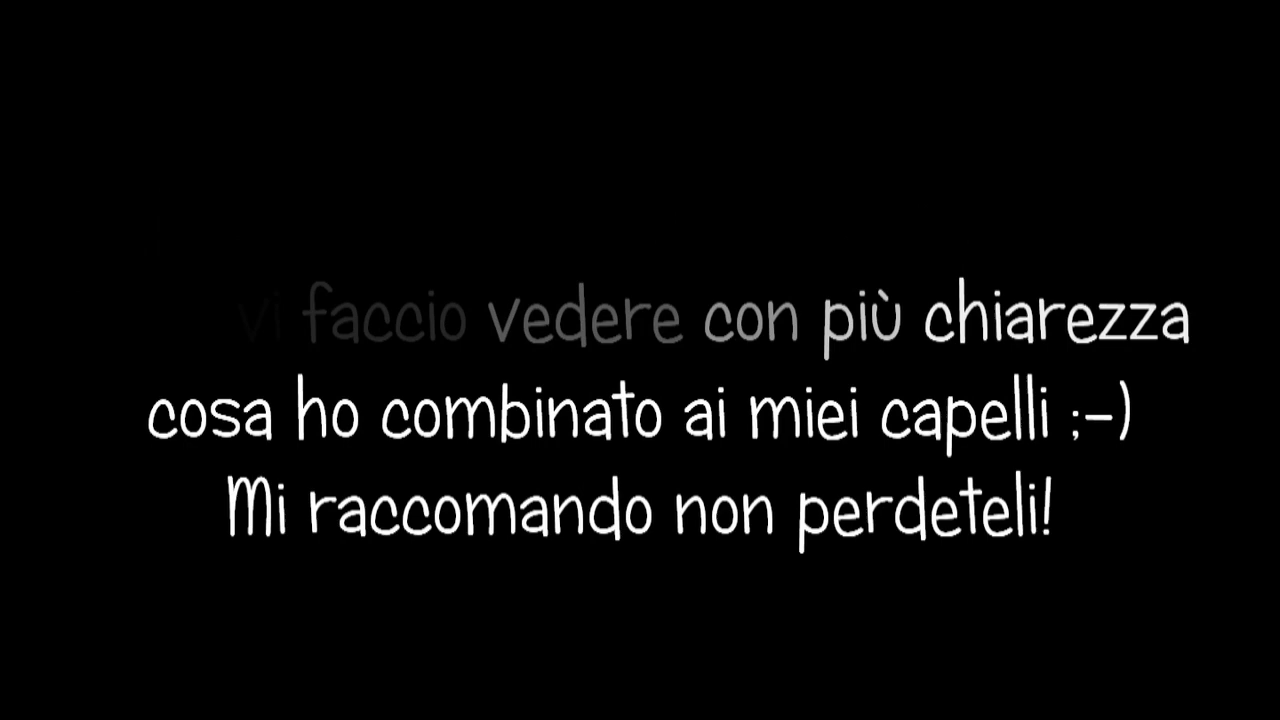 vi faccio vedere con più chiarezza
cosa ho combinato ai miei capelli ;-)
Mi raccomando non perdeteli!